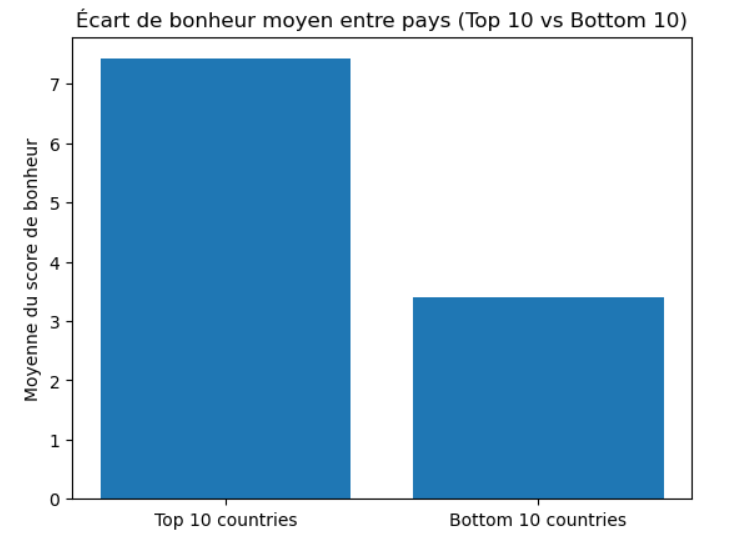 Écart de bonheur moyen entre pays (Top 10 vs Bottom 10)
Moyenne du score de bonheur
7
6
5
4
3
2
1
0
Top 10 countries
Bottom 10 countries